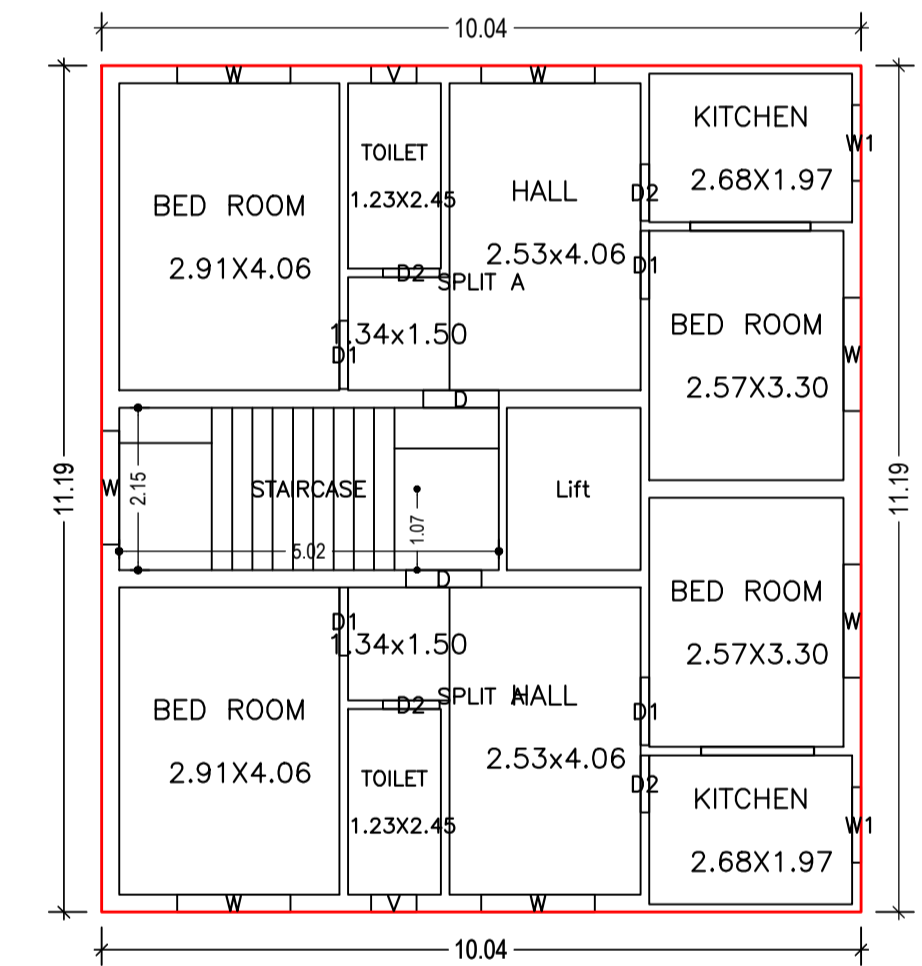 10.04
W V W
KITCHEN
W1
2.68X1.97
TOILET
1.23X2.45
BED ROOM
2.91X4.06
HALL
2.53x4.06
D2
D1
D2
SPLIT A
1.34x1.50
D1
BED ROOM
2.57X3.30
W
D
11.19
11.19
W
2.15
STAIRCASE
1.07
5.02
Lift
D
D1
1.34x1.50
BED ROOM
2.57X3.30
W
D2
SPLIT A
HALL
2.53x4.06
BED ROOM
2.91X4.06
TOILET
1.23X2.45
D1
D2
KITCHEN
2.68X1.97
W1
W V W
10.04